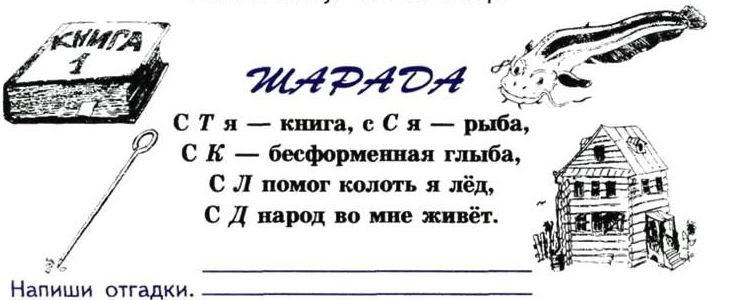 КНИГА
1
ШАРАДА
С Т я — книга, с С я — рыба,
С К — бесформенная глыба,
С Л помог колоть я лёд,
С Д народ во мне живёт.
Напиши отгадки.